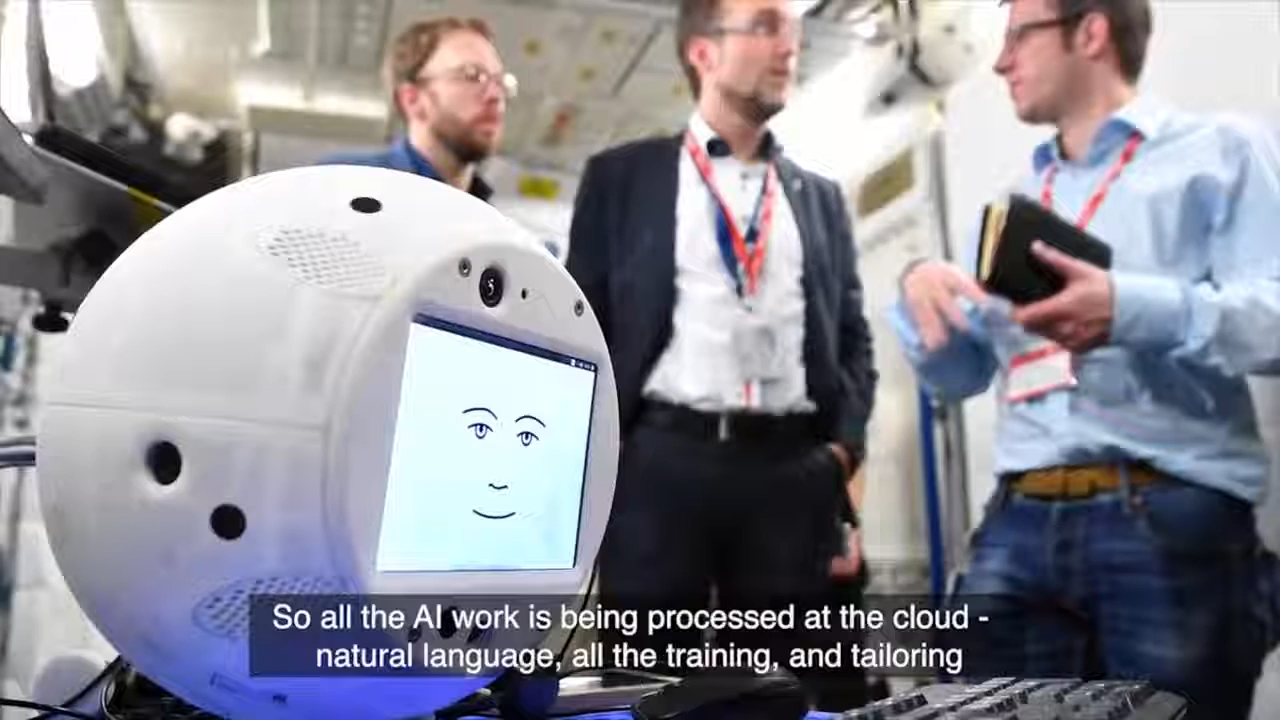 So all the AI work is being processed at the cloud -
natural language, all the training, and tailoring